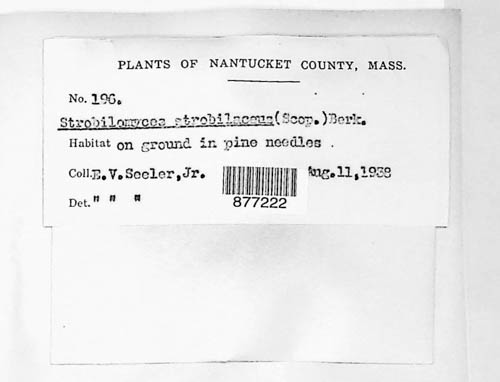 PLANTS OF NANTUCKET COUNTY, MASS.
No. 196.
Strobilomyces strobilaceus(Scop.)Berk.
Habitat on ground in pine needles .
Coll.E.V.Seeler,Jr. Aug.11,1938
Det. " " "
877222